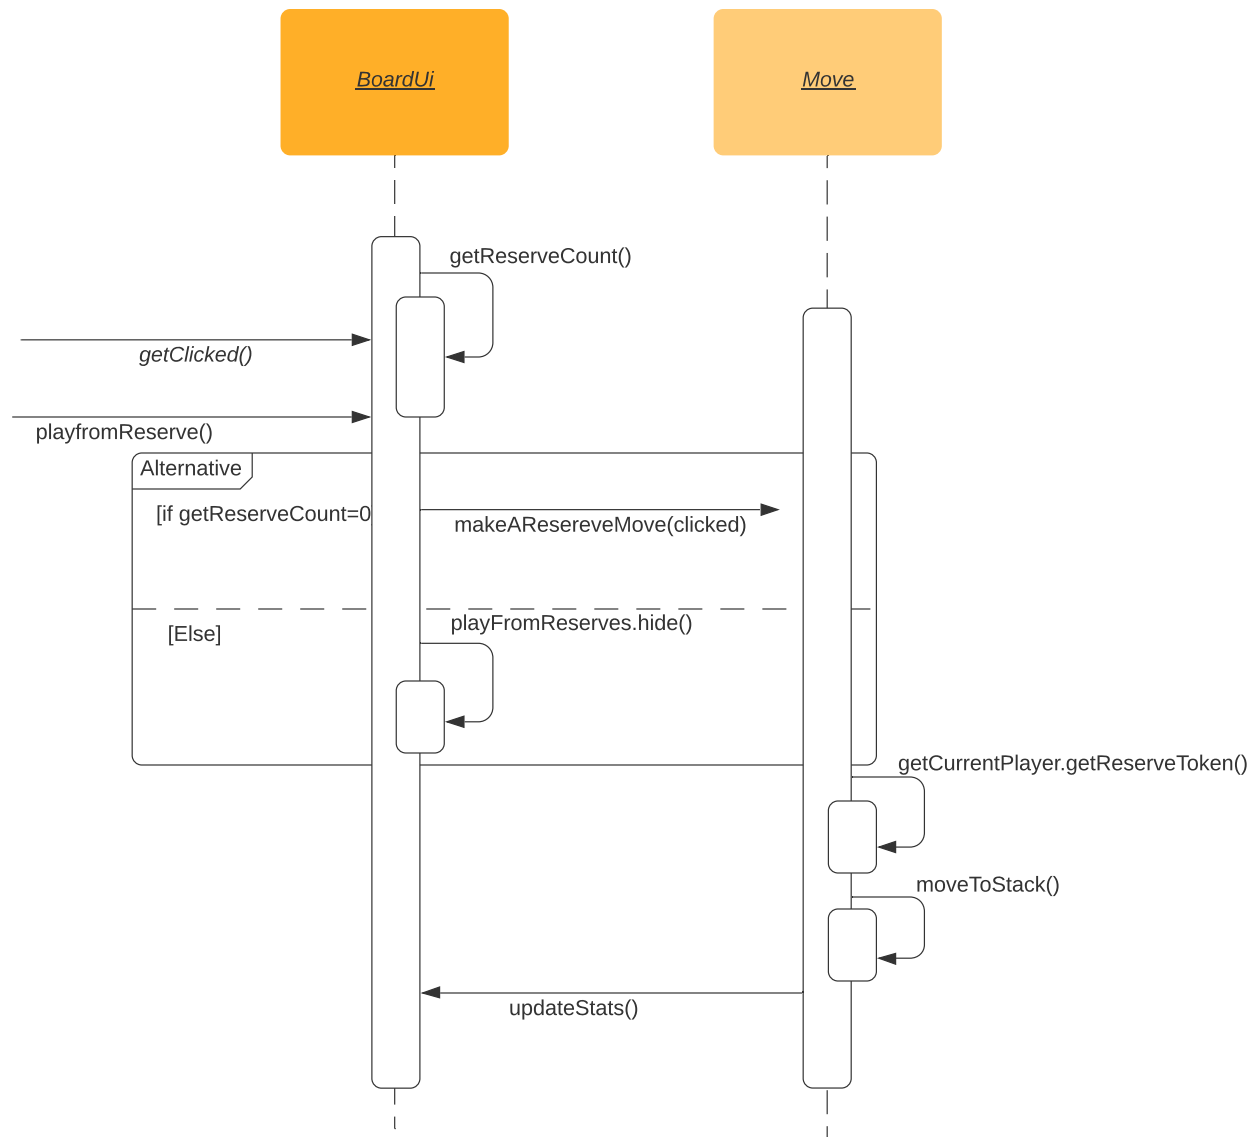 BoardUi
Move
getReserveCount()
getClicked()
playfromReserve()
Alternative
[if getReserveCount=0
makeAResereveMove(clicked)
playFromReserves.hide()
[Else]
getCurrentPlayer.getReserveToken()
moveToStack()
updateStats()